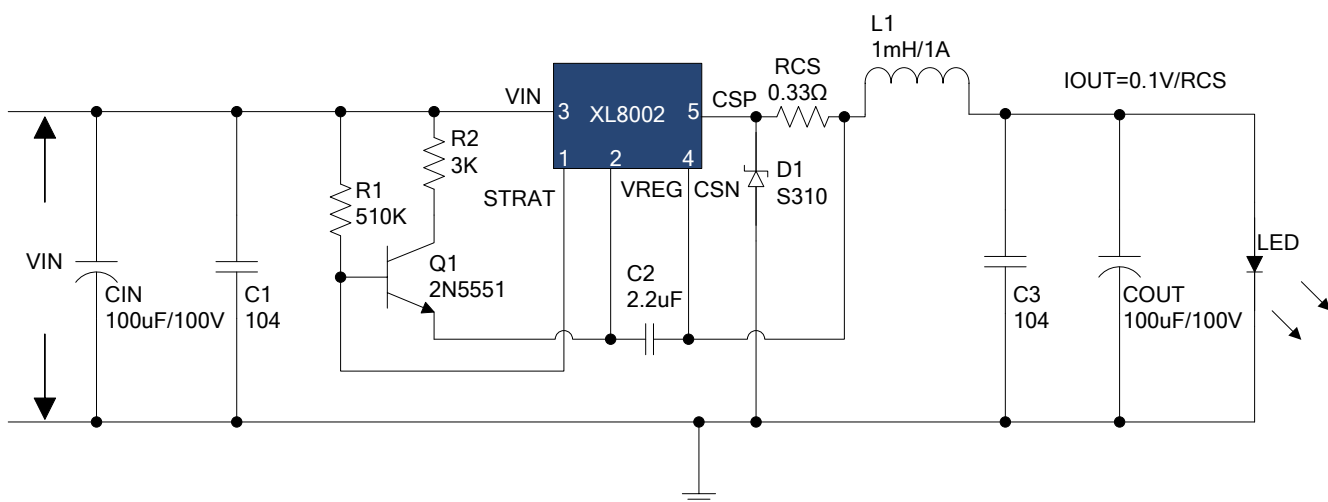 L1
1mH/1A
RCS
0.33Ω
IOUT=0.1V/RCS
VIN
3
XL8002
5
CSP
1
2
4
R2
3K
STRAT
VREG
CSN
D1
S310
R1
510K
VIN
Q1
2N5551
C2
2.2uF
LED
CIN
100uF/100V
C1
104
C3
104
COUT
100uF/100V